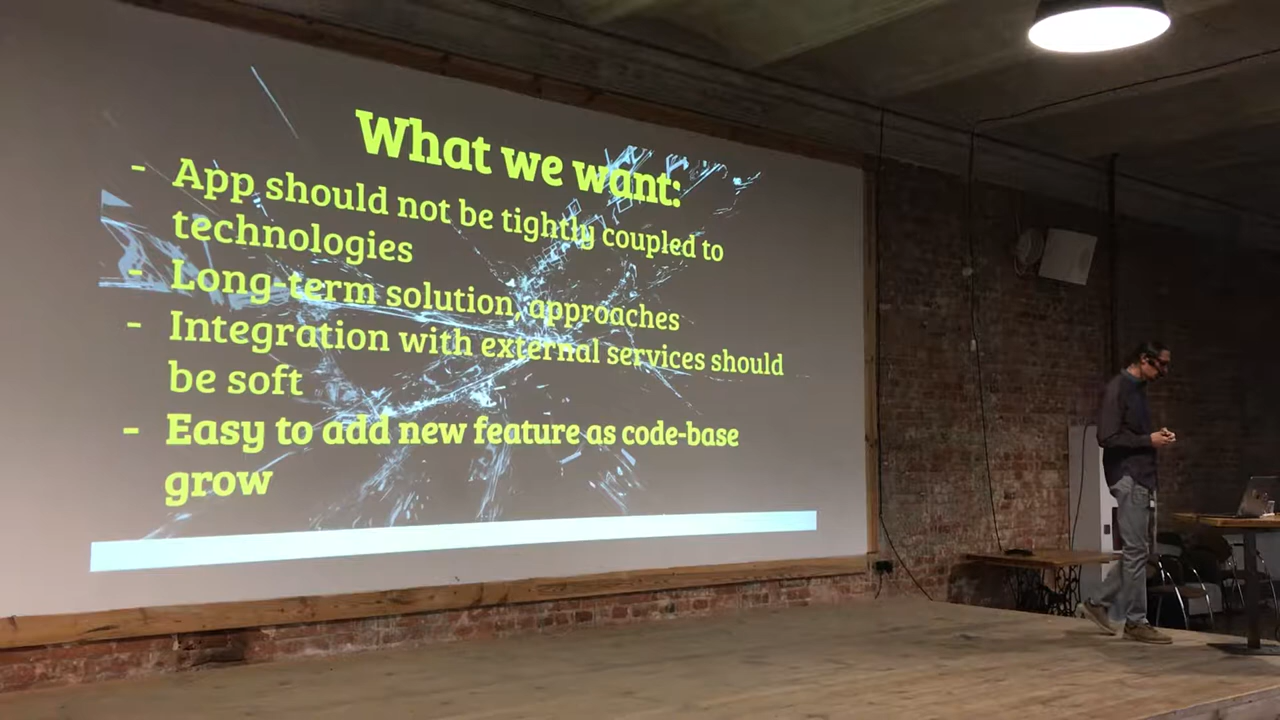 What we want:
- App should not be tightly coupled to
technologies
- Long-term solution, approaches
- Integration with external services should
be soft
- Easy to add new feature as code-base
grow